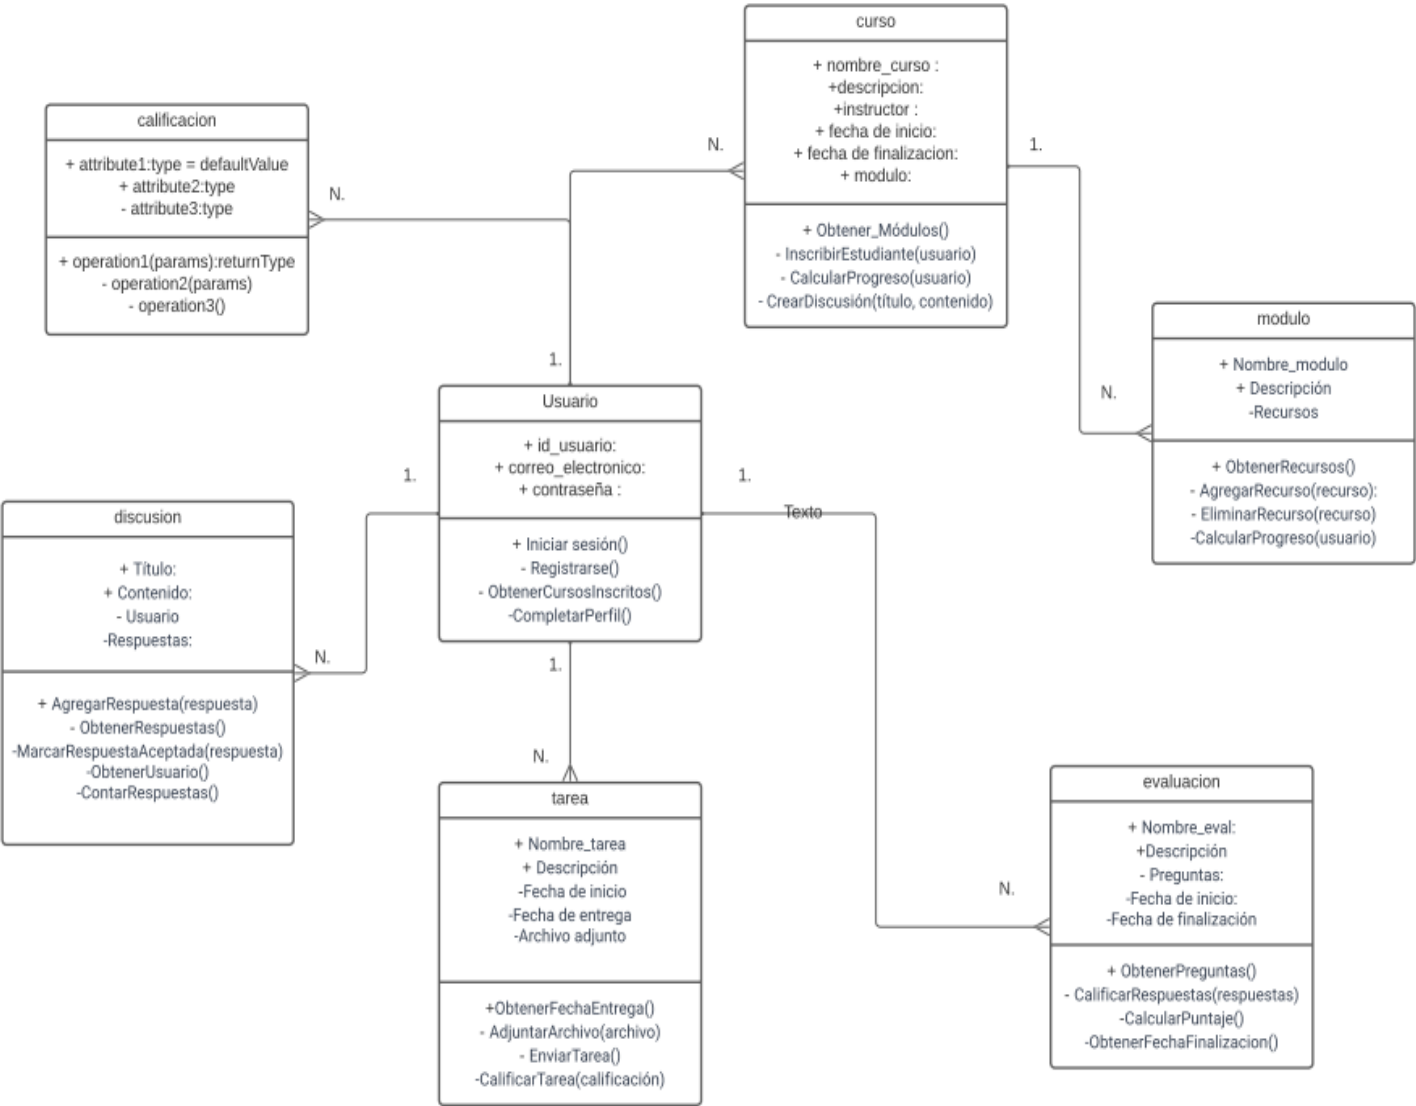 curso
+ nombre_curso :
+descripcion:
+instructor :
+ fecha de inicio:
+ fecha de finalizacion:
+ modulo:
+ Obtener_Módulos()
- InscribirEstudiante(usuario)
- CalcularProgreso(usuario)
- CrearDiscusión(título, contenido)
calificacion
+ attribute1:type = defaultValue
+ attribute2:type
- attribute3:type
+ operation1(params):returnType
- operation2(params)
- operation3()
N.
N.
1.
1.
modulo
+ Nombre_modulo
+ Descripción
-Recursos
+ ObtenerRecursos()
- AgregarRecurso(recurso):
- EliminarRecurso(recurso)
-CalcularProgreso(usuario)
N.
Usuario
+ id_usuario:
+ correo_electronico:
+ contraseña :
+ Iniciar sesión()
- Registrarse()
- ObtenerCursosInscritos()
-CompletarPerfil()
1.
1.
Texto
discusion
+ Título:
+ Contenido:
- Usuario
-Respuestas:
+ AgregarRespuesta(respuesta)
- ObtenerRespuestas()
-MarcarRespuestaAceptada(respuesta)
-ObtenerUsuario()
-ContarRespuestas()
N.
1.
N.
tarea
+ Nombre_tarea
+ Descripción
-Fecha de inicio
-Fecha de entrega
-Archivo adjunto
+ObtenerFechaEntrega()
- AdjuntarArchivo(archivo)
- EnviarTarea()
-CalificarTarea(calificación)
N.
evaluacion
+ Nombre_eval:
+Descripción
- Preguntas:
-Fecha de inicio:
-Fecha de finalización
+ ObtenerPreguntas()
- CalificarRespuestas(respuestas)
-CalcularPuntaje()
-ObtenerFechaFinalizacion()